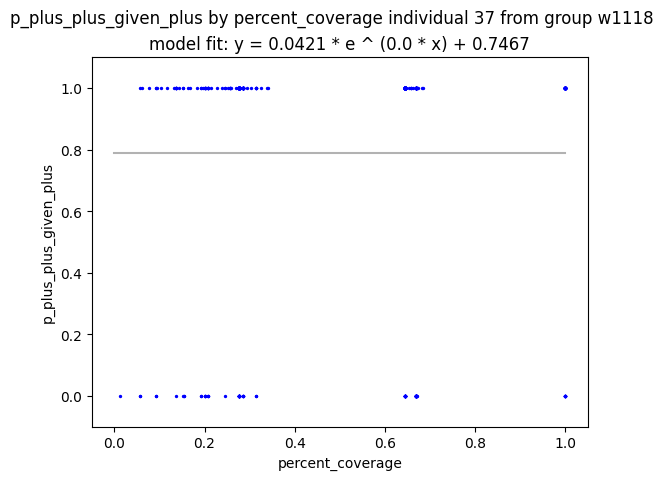 p_plus_plus_given_plus by percent_coverage individual 37 from group w1118
model fit: y = 0.0421 * e ^ (0.0 * x) + 0.7467
1.0
0.8
0.6
0.4
0.2
0.0
p_plus_plus_given_plus
0.0 0.2 0.4 0.6 0.8 1.0
percent_coverage